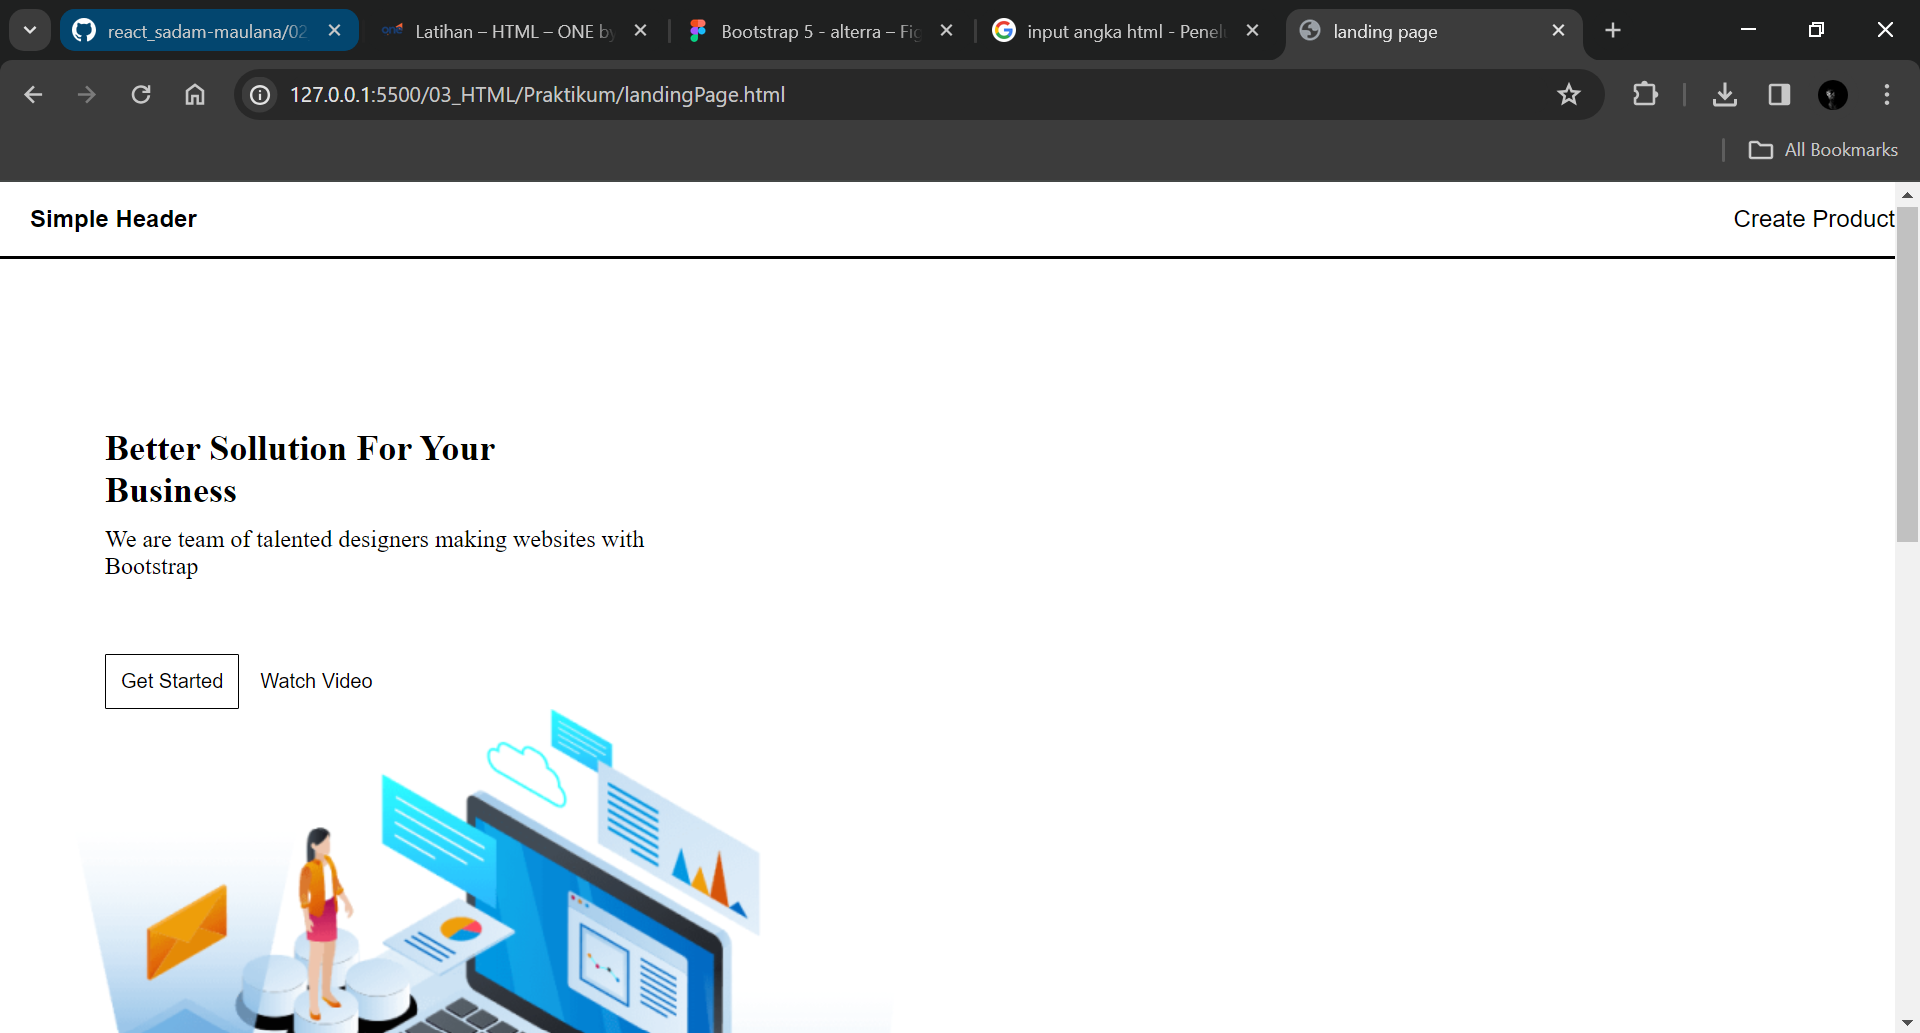 react_sadam-maulana/02
Latihan – HTML – ONE by
Bootstrap 5 - alterra – Fig
input angka html - Penelu
landing page
127.0.0.1:5500/03_HTML/Praktikum/landingPage.html
All Bookmarks
Simple Header
Create Product
Better Sollution For Your
Business
We are team of talented designers making websites with
Bootstrap
Get Started
Watch Video